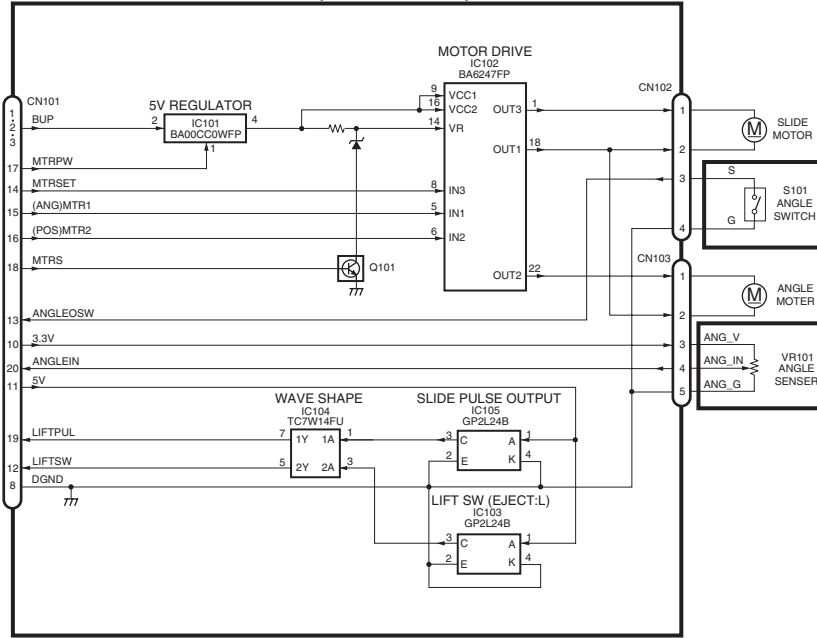 MOTOR DRIVE
IC102
BA6247FP
CN101
1
2
3
BUP
5V REGULATOR
2
IC101
BA00CC0WFP
4
1
9 VCC1
16 VCC2
14 VR
OUT3 1
OUT1 18
CN102
1
2
3
4
M
SLIDE
MOTOR
S
G
S101
ANGLE
SWITCH
17 MTRPW
14 MTRSET
8 IN3
15 (ANG)MTR1
5 IN1
16 (POS)MTR2
6 IN2
18 MTRS
Q101
OUT2 22
CN103
1
2
3
4
5
M
ANGLE
MOTER
13 ANGLEOSW
10 3.3V
20 ANGLEIN
11 5V
ANG_V
ANG_IN
ANG_G
VR101
ANGLE
SENSER
WAVE SHAPE
IC104
TC7W14FU
7 1Y 1A 1
5 2Y 2A 3
SLIDE PULSE OUTPUT
IC105
GP2L24B
3 C A 1
2 E K 4
19 LIFTPUL
12 LIFTSW
8 DGND
LIFT SW (EJECT:L)
IC103
GP2L24B
3 C A 1
2 E K 4